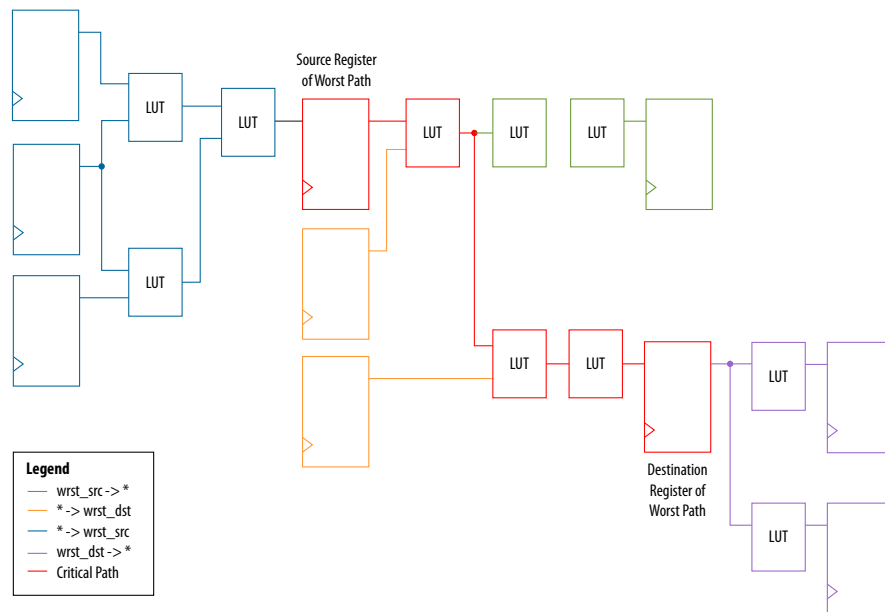 Source Register
of Worst Path
LUT
LUT
LUT
LUT
LUT
LUT
LUT
LUT
LUT
LUT
Destination
Register of
Worst Path
LUT
Legend
wrst_src -> *
* -> wrst_dst
* -> wrst_src
wrst_dst -> *
Critical Path